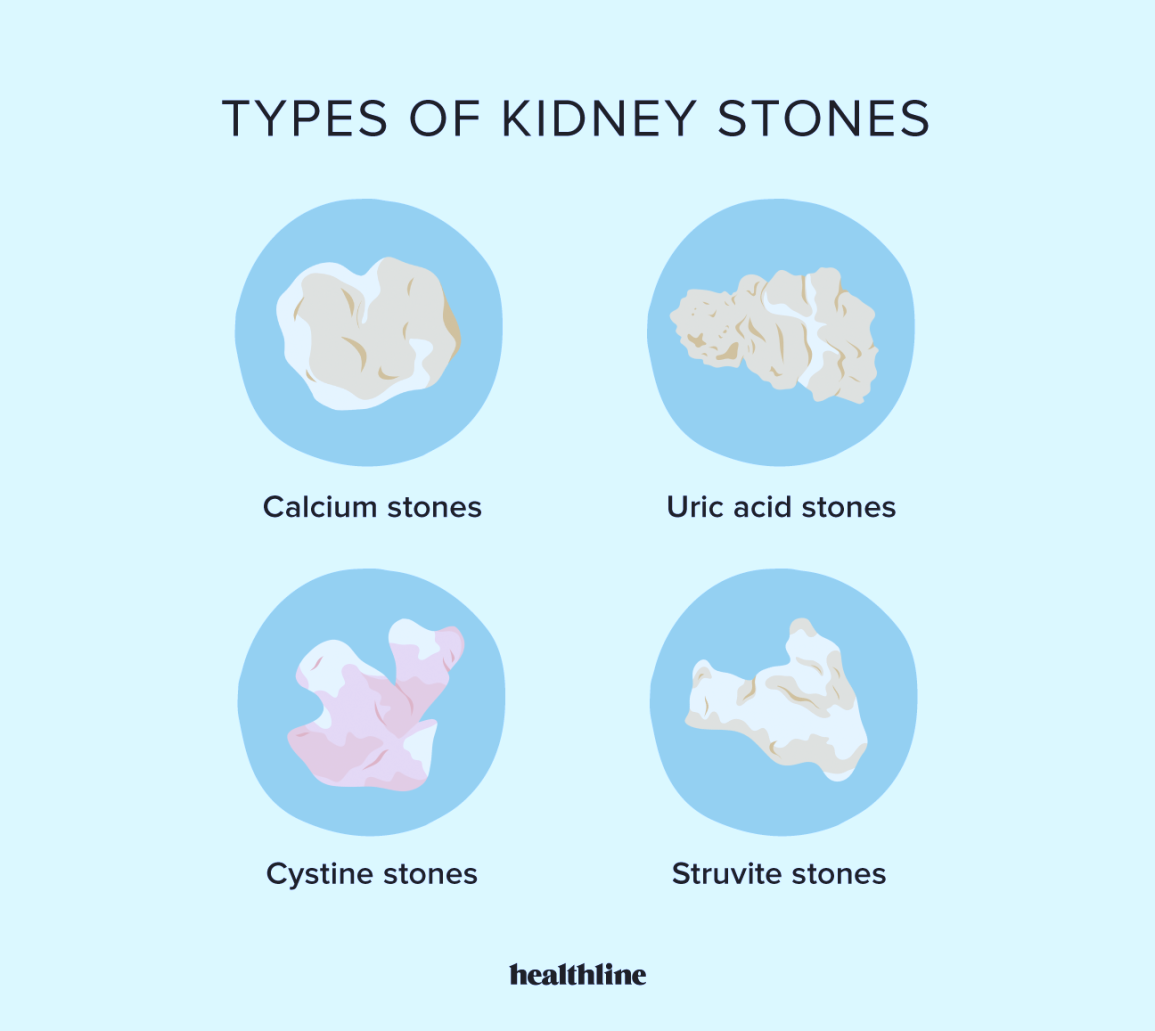 TYPES OF KIDNEY STONES
Calcium stones
Uric acid stones
Cystine stones
Struvite stones
healthline